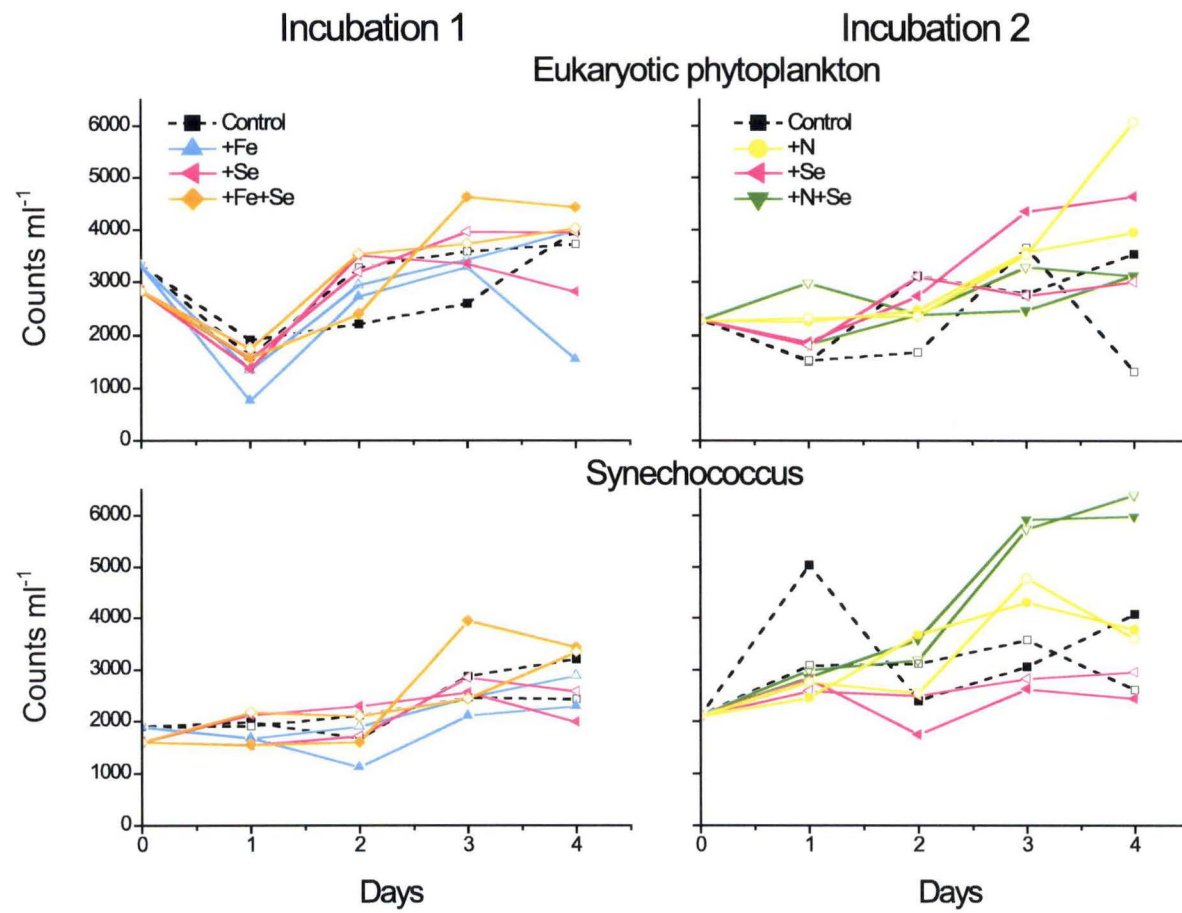 Incubation 1
Incubation 2
Eukaryotic phytoplankton
Counts ml-1
6000
5000
4000
3000
2000
1000
0
Control
+Fe
+Se
+Fe+Se
Control
+N
+Se
+N+Se
Synechococcus
Counts ml-1
6000
5000
4000
3000
2000
1000
0
0 1 2 3 4
0 1 2 3 4
Days
Days